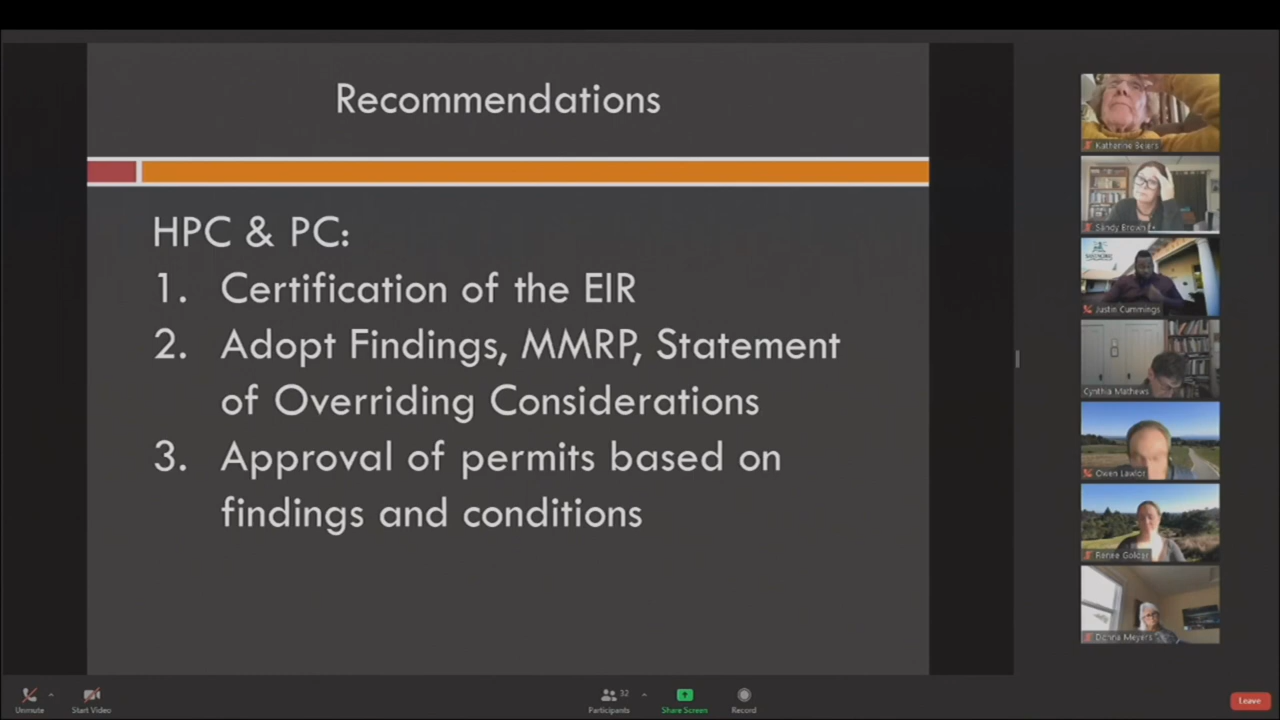 Recommendations
HPC & PC:
1. Certification of the EIR
2. Adopt Findings, MMRP, Statement
of Overriding Considerations
3. Approval of permits based on
findings and conditions
Katherine Beiers
Sandy Brown
Justin Cummings
Cynthia Mathews
Owen Lawlor
Renee Golder
Donna Meyers
Unmute
Start Video
32
Participants
Share Screen
Record
Leave